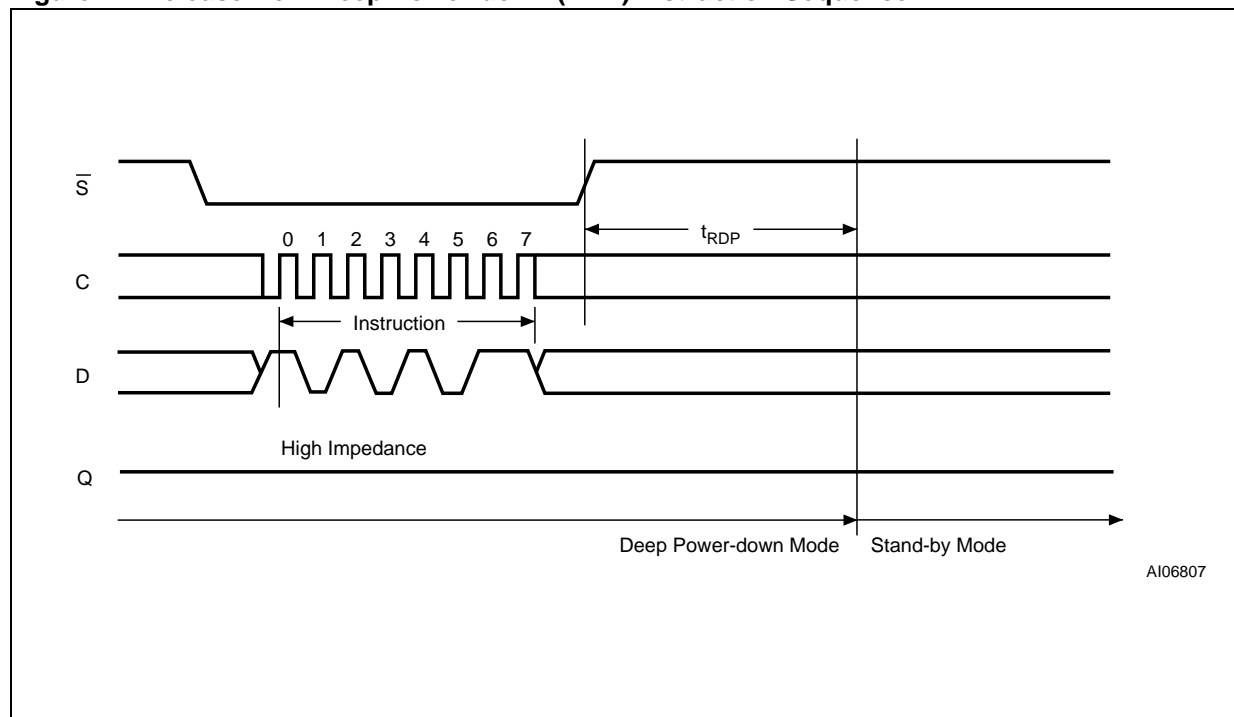 S
tRDP
0 1 2 3 4 5 6 7
C
Instruction
D
High Impedance
Q
Deep Power-down Mode Stand-by Mode
AI06807